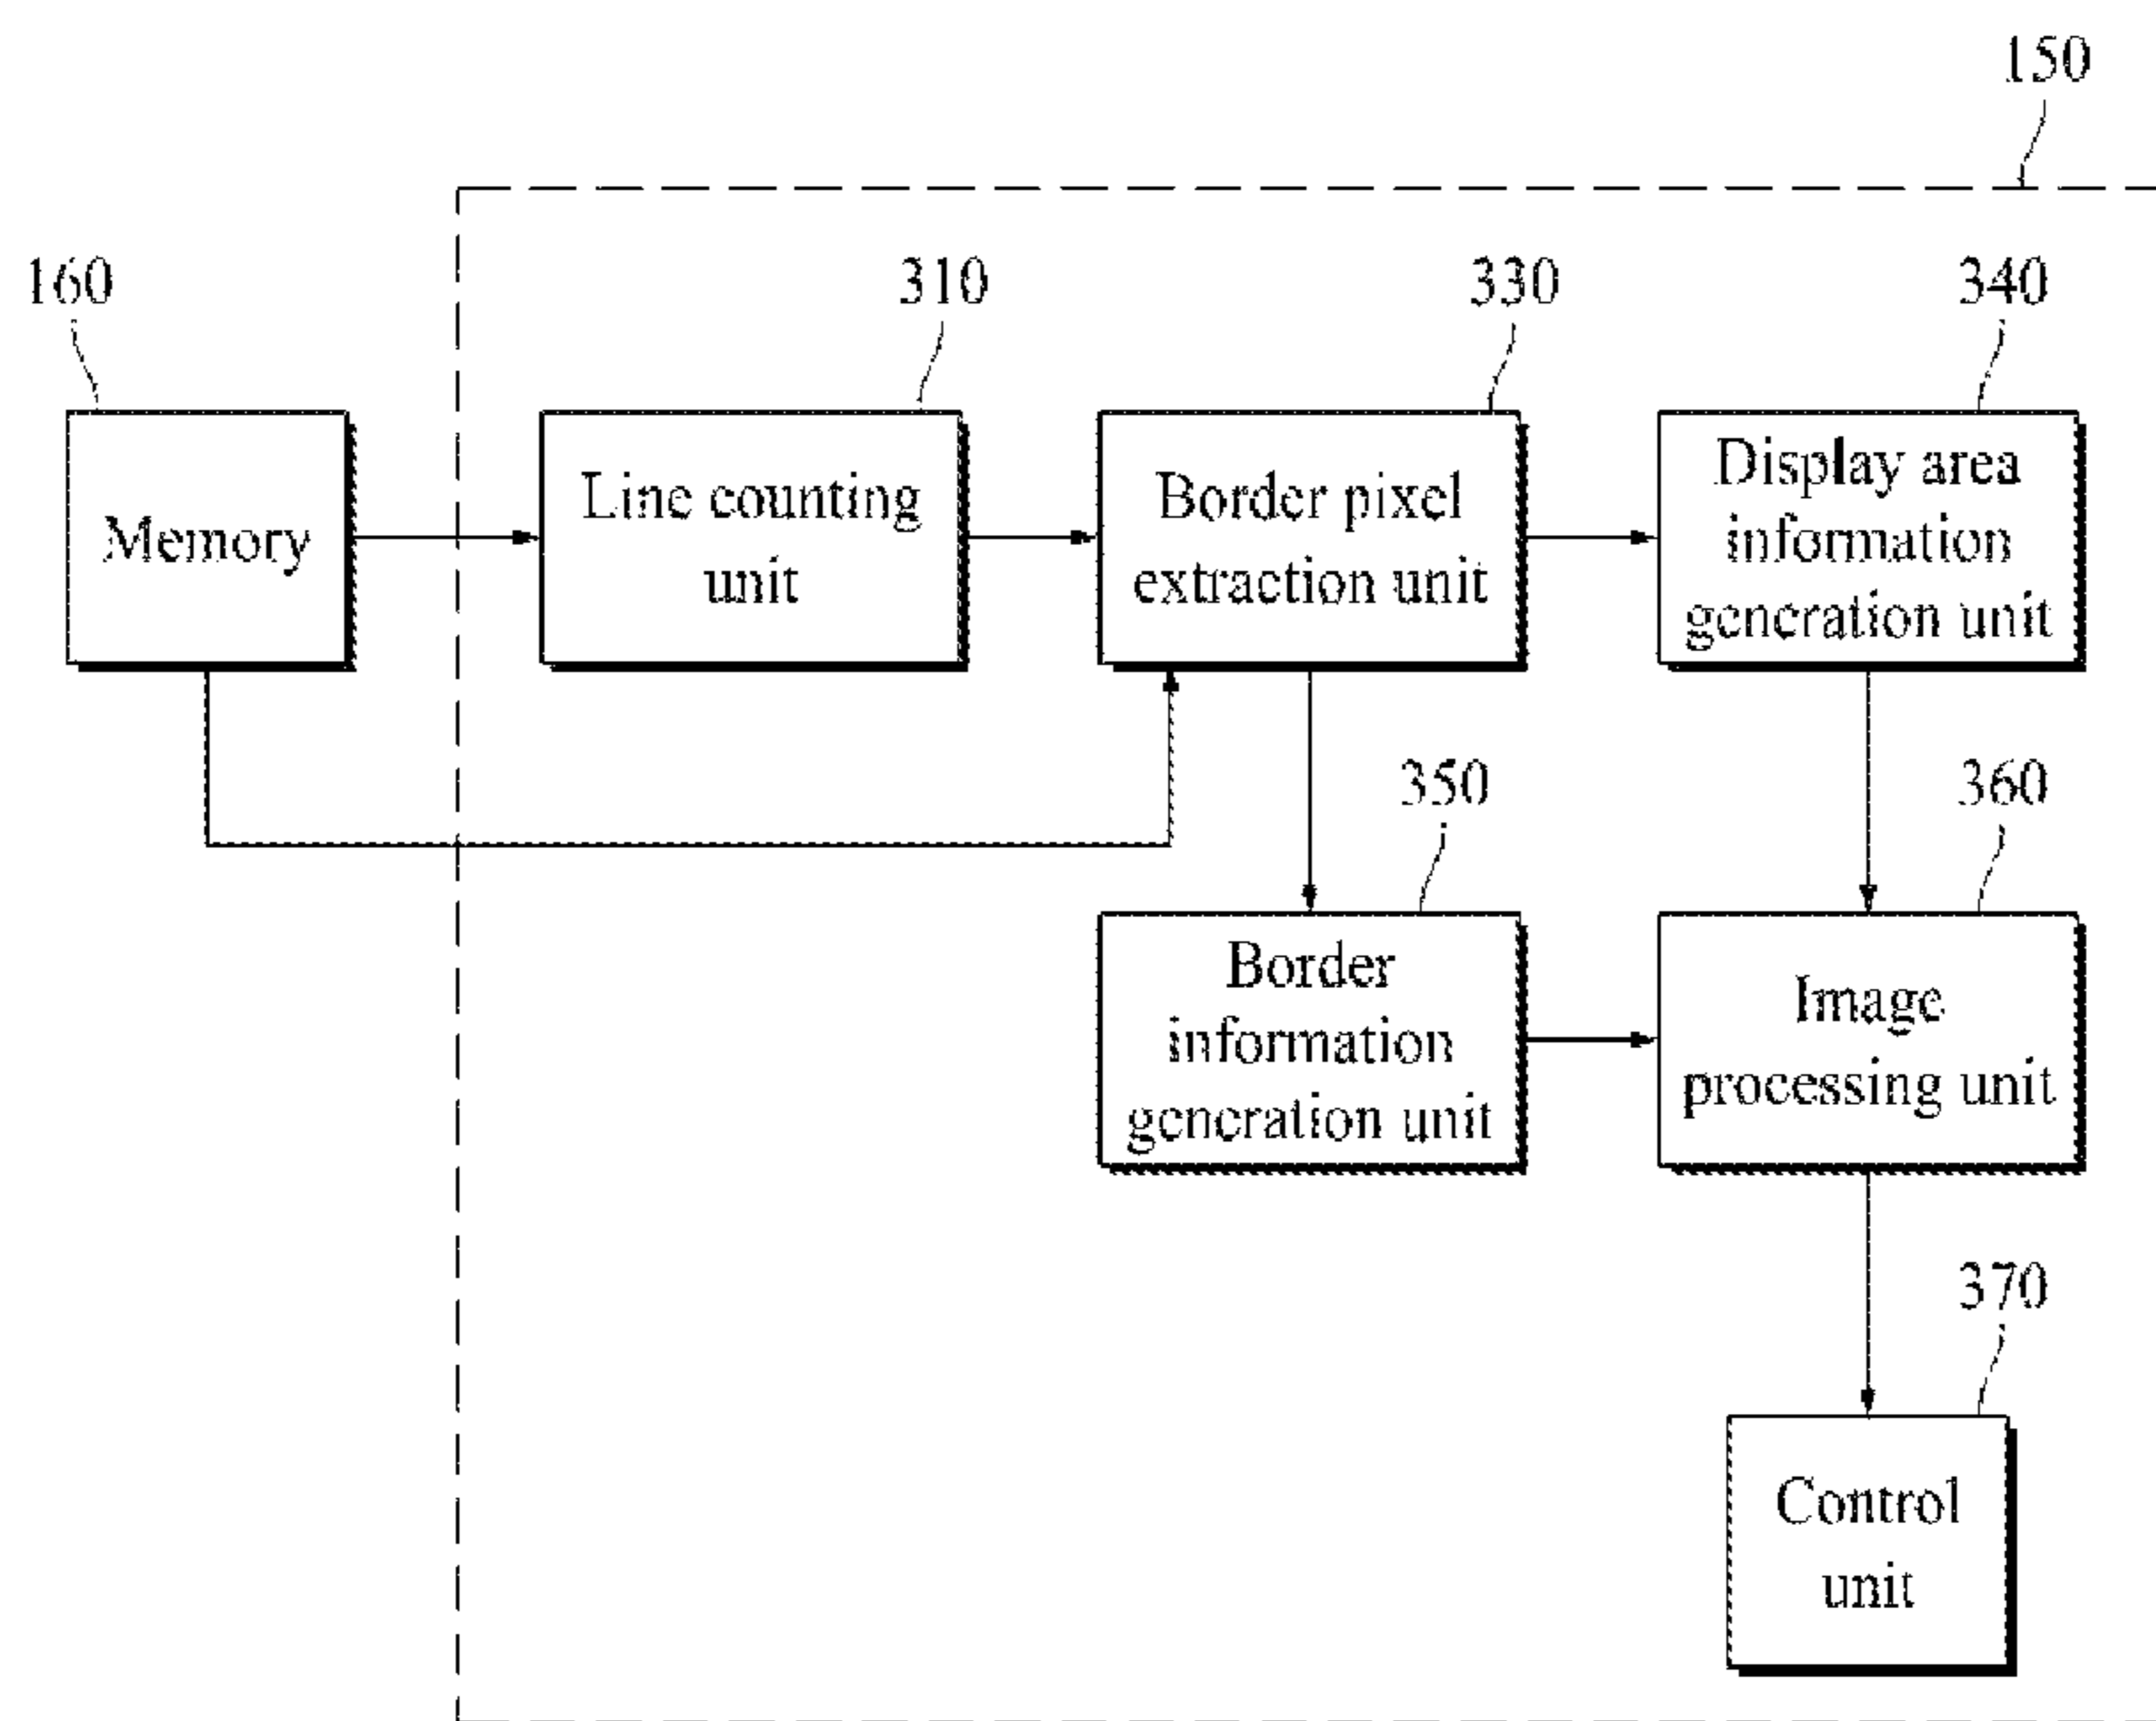 150
160
310
330
340
Memory
Line counting
unit
Border pixel
extraction unit
Display area
information
generation unit
350
360
Border
information
generation unit
Image
processing unit
370
Control
unit